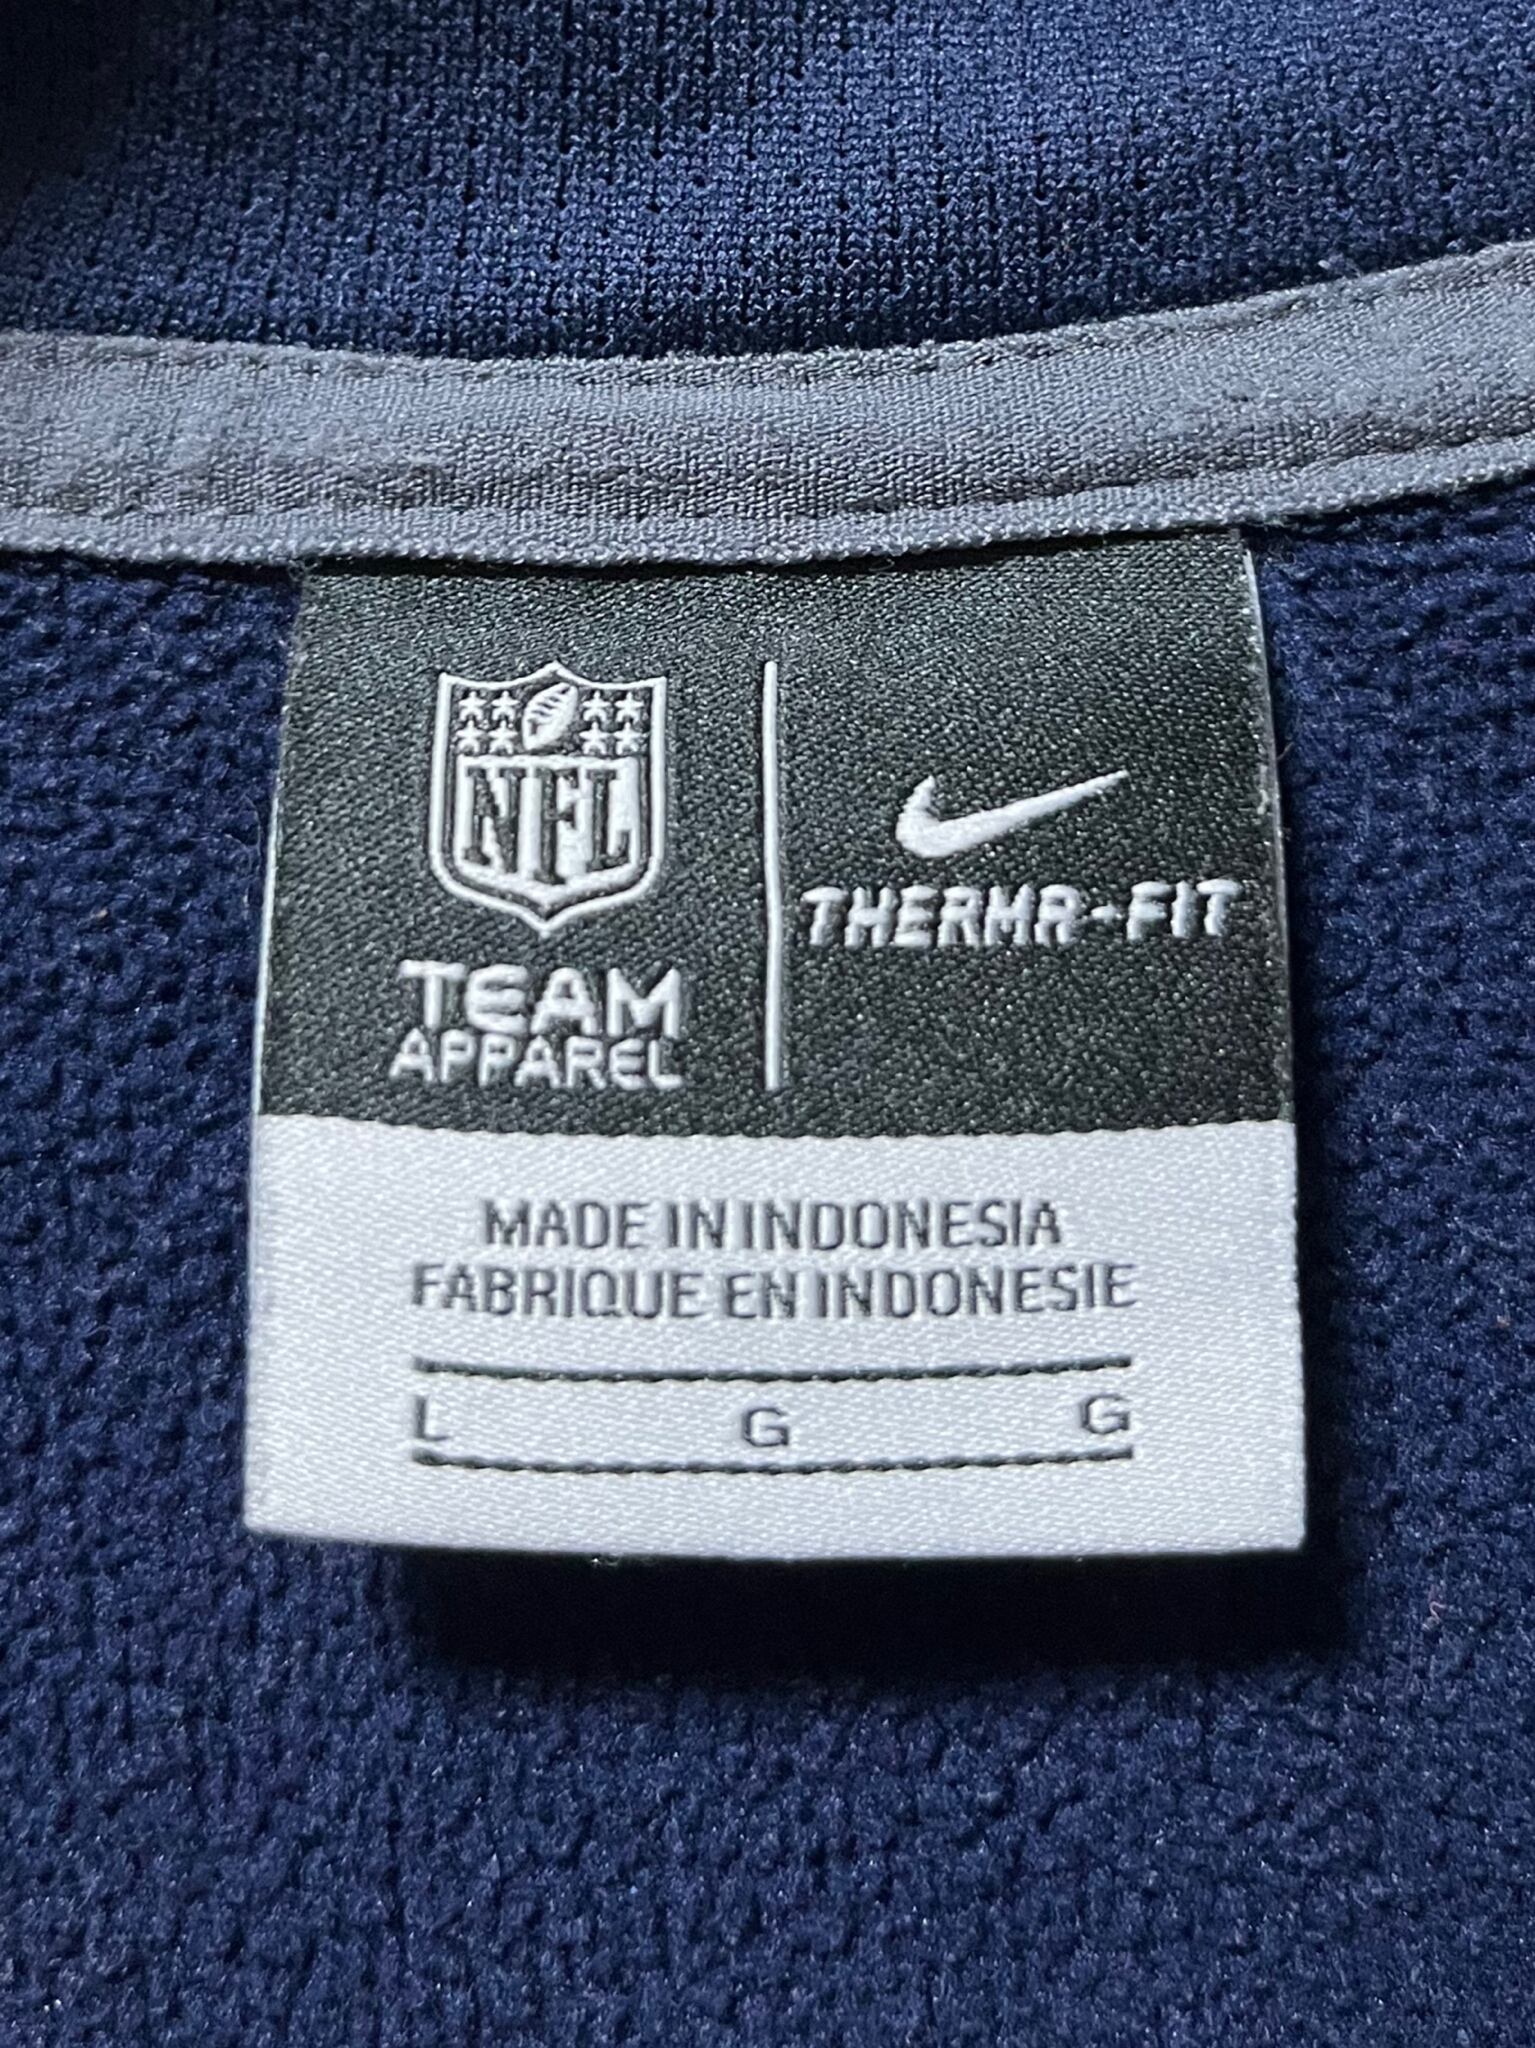 NFL
TEAM
APPAREL
THERMA-FIT
MADE IN INDONESIA
FABRIQUE EN INDONESIE
L G G